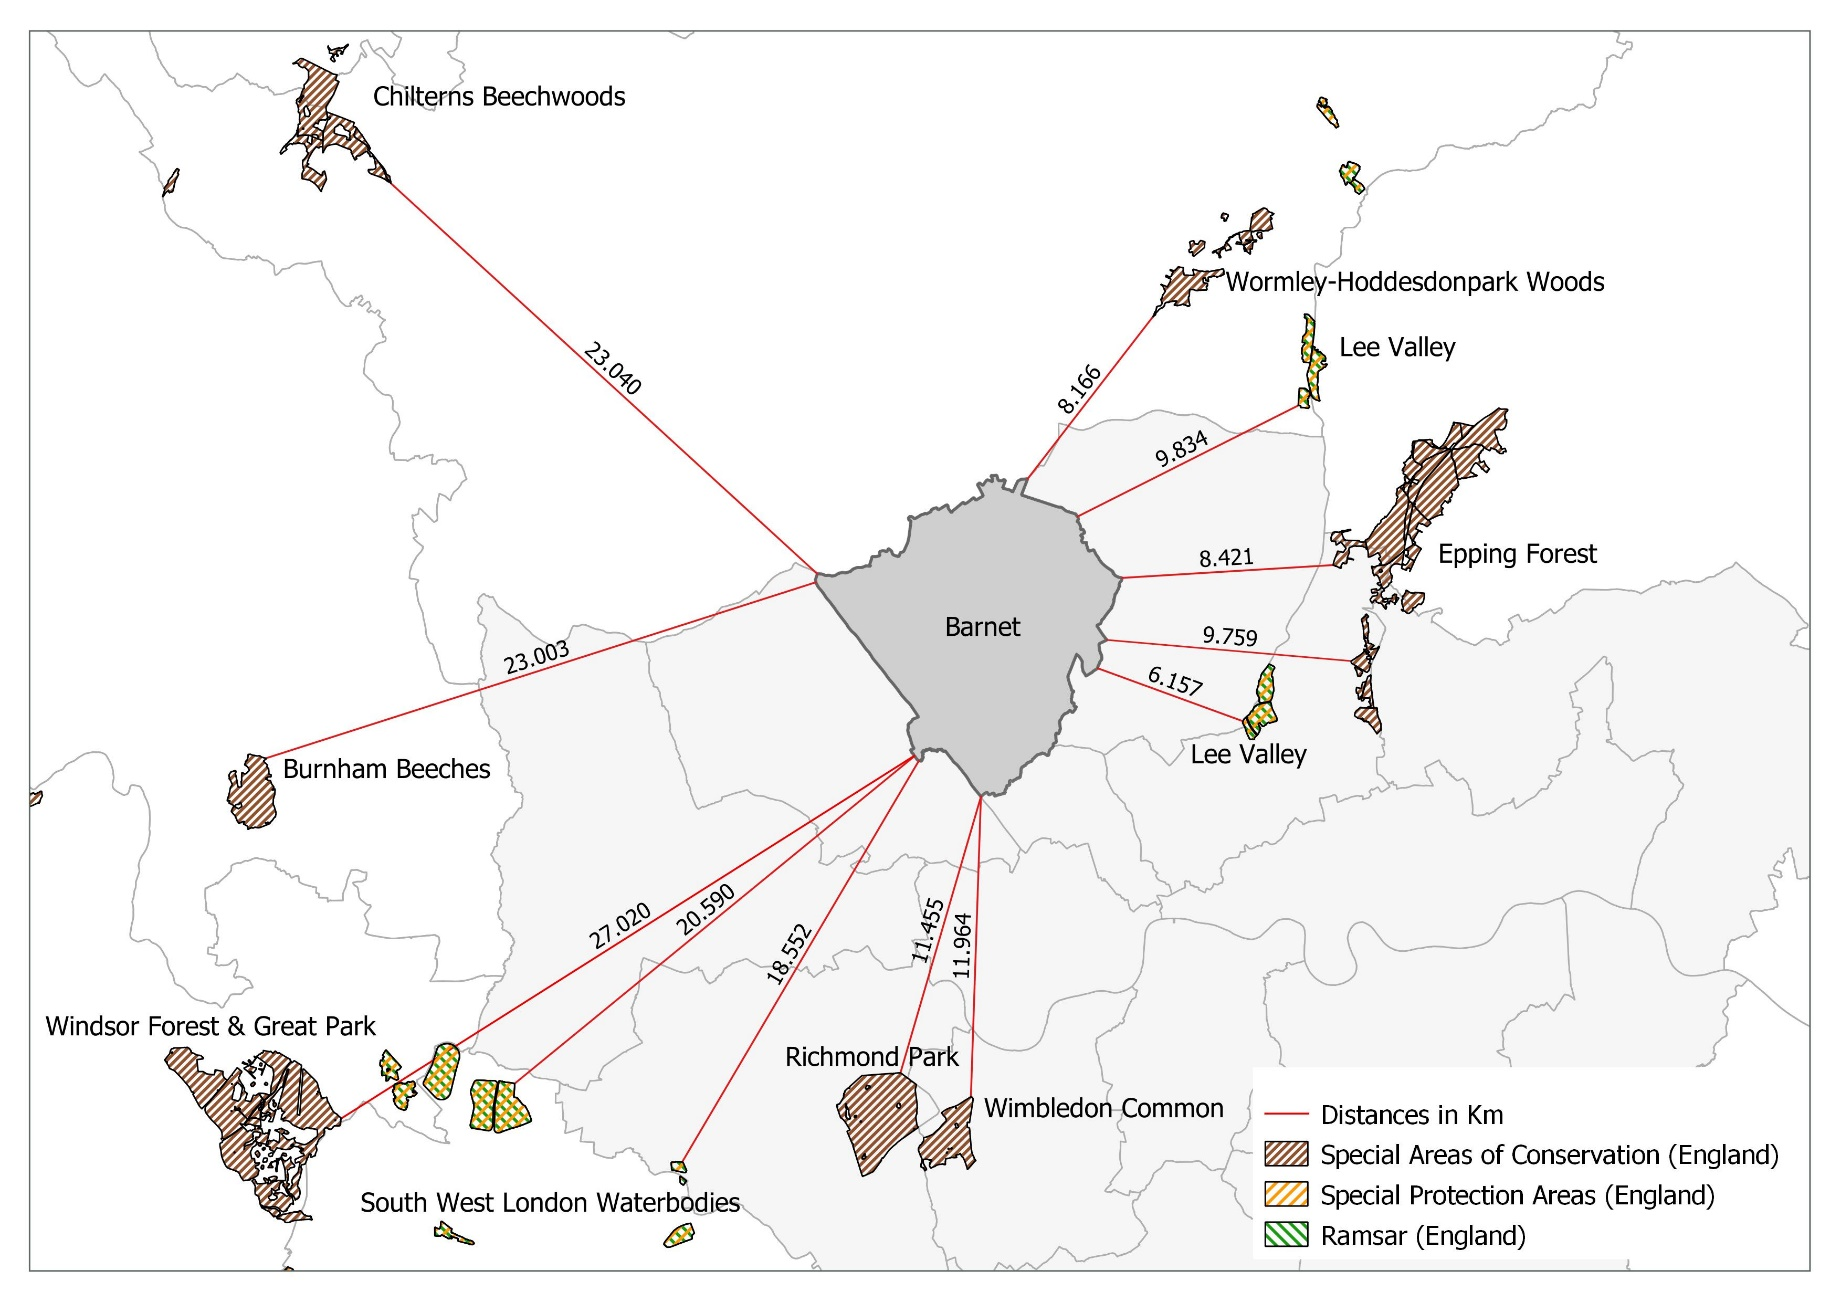 Chilterns Beechwoods
Wormley-Hoddesdonpark Woods
Lee Valley
23.040
8.166
9.834
8.421
Epping Forest
Barnet
9.759
23.003
6.157
Lee Valley
Burnham Beeches
27.020
20.590
18.552
11.455
11.964
Windsor Forest & Great Park
Richmond Park
Wimbledon Common
South West London Waterbodies
Distances in Km
Special Areas of Conservation (England)
Special Protection Areas (England)
Ramsar (England)